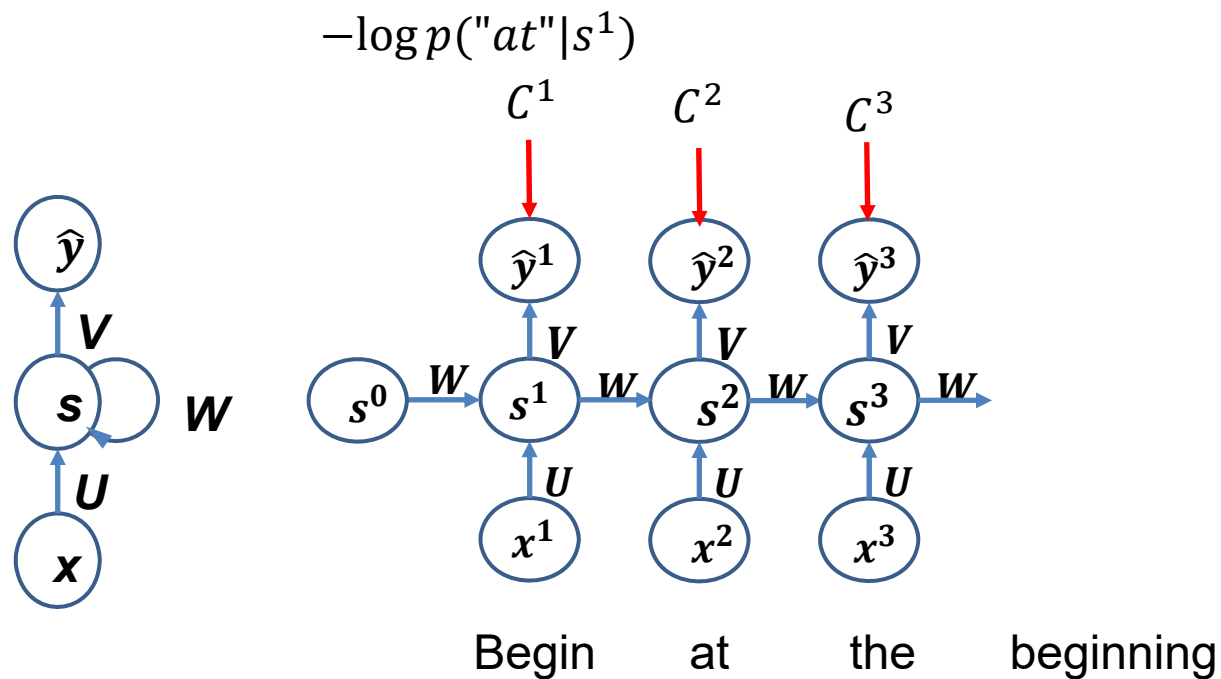 −log p("at"|s¹)
C¹ C² C³
ŷ ŷ¹ ŷ² ŷ³
V V V V
s W s⁰ W s¹ W s² W s³ W
U U U U
x x¹ x² x³
Begin at the beginning